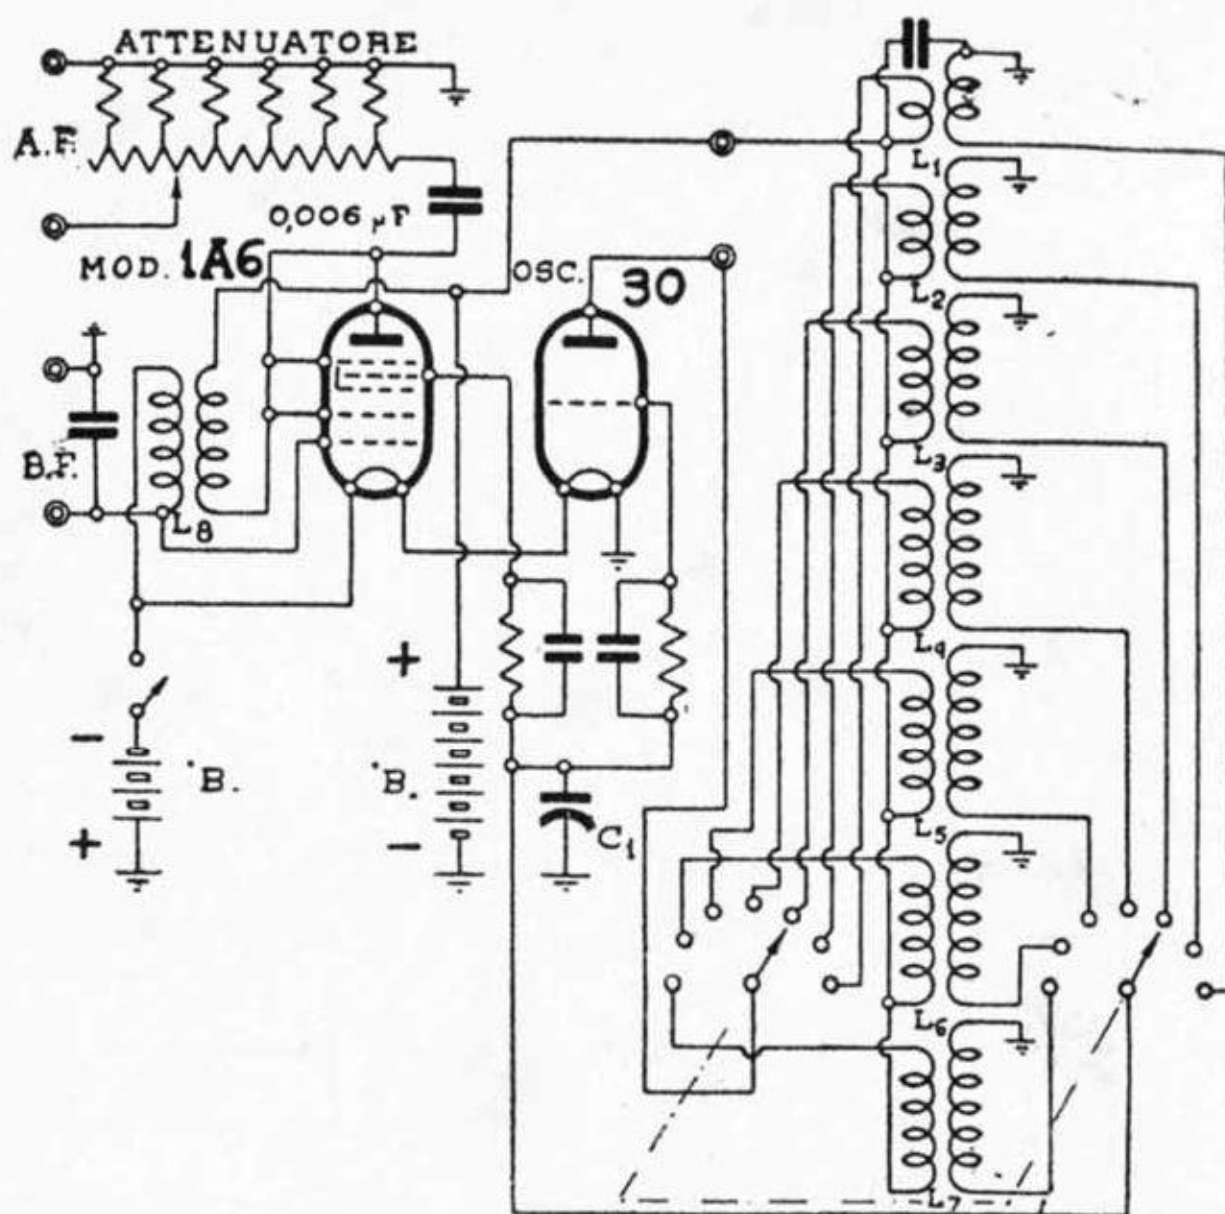 ATTENUATORE
A.F.
0,006 µF
MOD. 1A6
OSC. 30
B.F.
L8
L1
L2
L3
L4
L5
L6
L7
+
-
B.
+
+
B.
-
C1